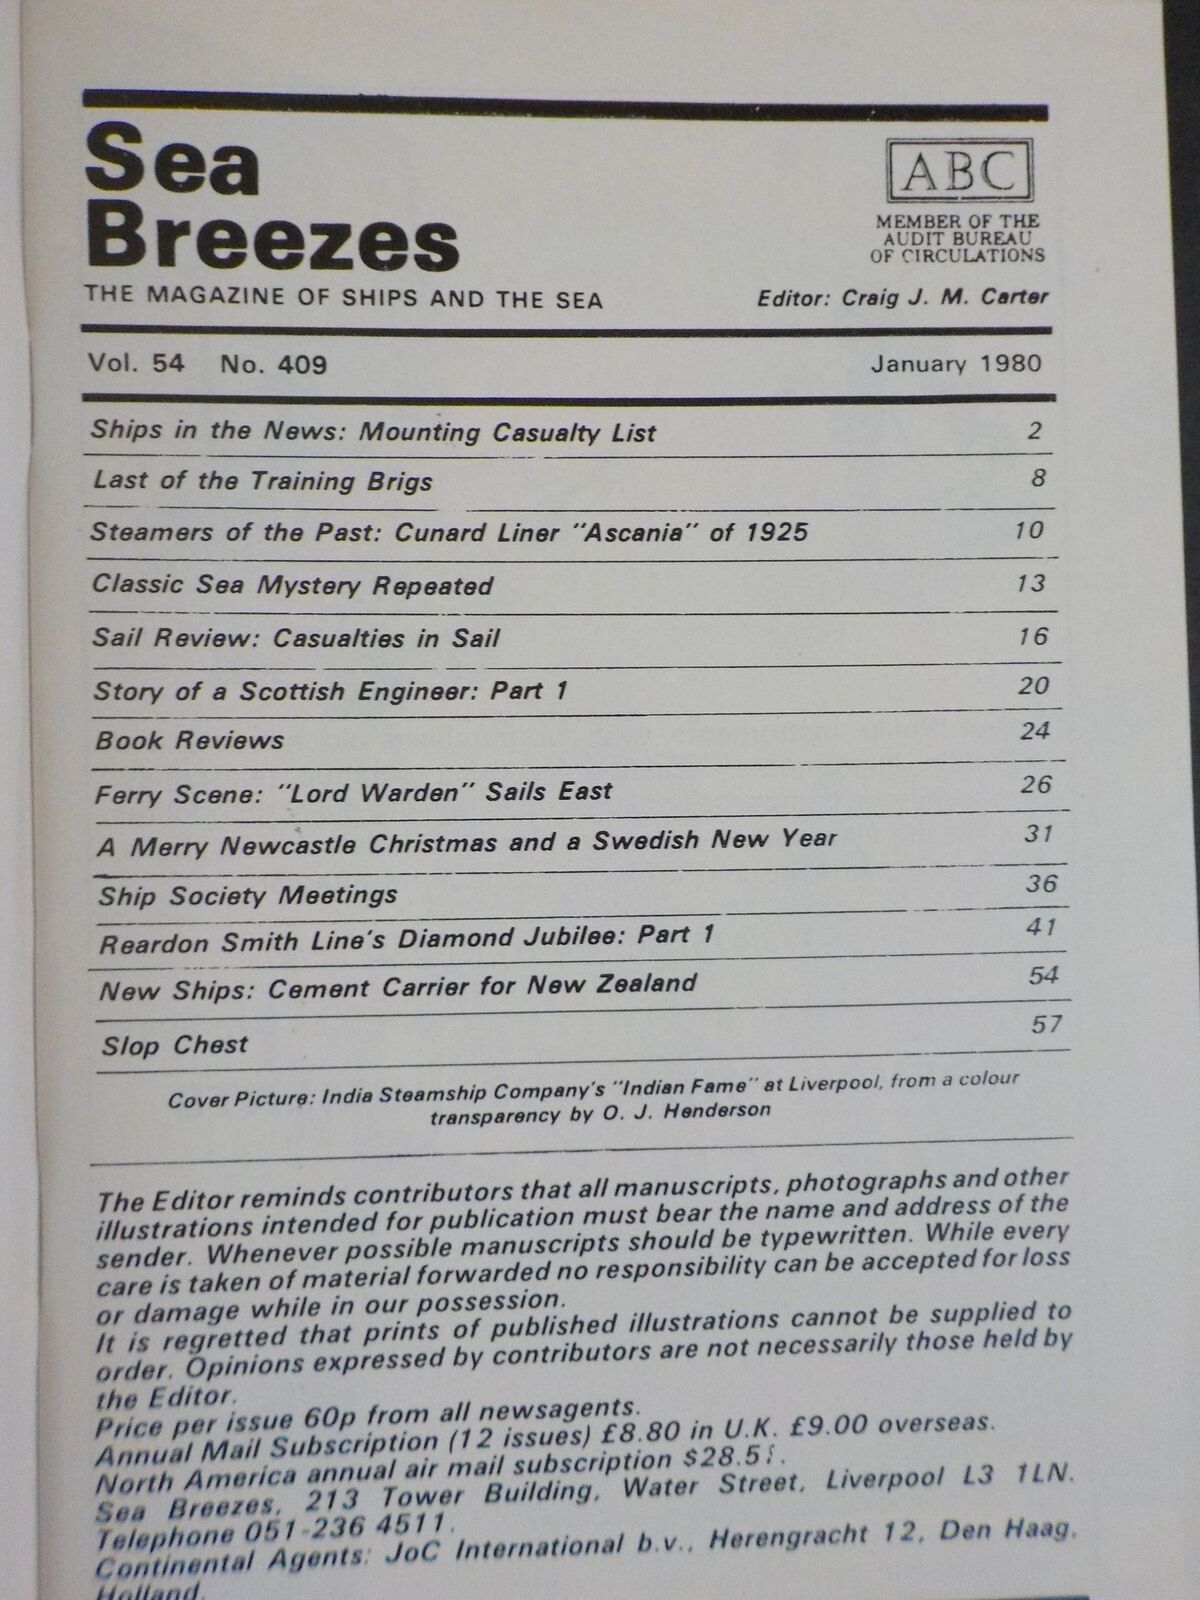 Sea
Breezes
THE MAGAZINE OF SHIPS AND THE SEA
ABC
MEMBER OF THE
AUDIT BUREAU
OF CIRCULATIONS
Editor: Craig J. M. Carter
Vol. 54 No. 409 January 1980
Ships in the News: Mounting Casualty List 2
Last of the Training Brigs 8
Steamers of the Past: Cunard Liner "Ascania" of 1925 10
Classic Sea Mystery Repeated 13
Sail Review: Casualties in Sail 16
Story of a Scottish Engineer: Part 1 20
Book Reviews 24
Ferry Scene: "Lord Warden" Sails East 26
A Merry Newcastle Christmas and a Swedish New Year 31
Ship Society Meetings 36
Reardon Smith Line's Diamond Jubilee: Part 1 41
New Ships: Cement Carrier for New Zealand 54
Slop Chest 57
Cover Picture: India Steamship Company's "Indian Fame" at Liverpool, from a colour
transparency by O. J. Henderson
The Editor reminds contributors that all manuscripts, photographs and other
illustrations intended for publication must bear the name and address of the
sender. Whenever possible manuscripts should be typewritten. While every
care is taken of material forwarded no responsibility can be accepted for loss
or damage while in our possession.
It is regretted that prints of published illustrations cannot be supplied to
order. Opinions expressed by contributors are not necessarily those held by
the Editor.
Price per issue 60p from all newsagents.
Annual Mail Subscription (12 issues) £8.80 in U.K. £9.00 overseas.
North America annual air mail subscription
Sea Breezes, 213 Tower Building, Water Street, Liverpool L3 1LN.
Telephone 051-236 4511.
Continental Agents: JoC International b.v., Herengracht 12, Den Haag,
Holland.